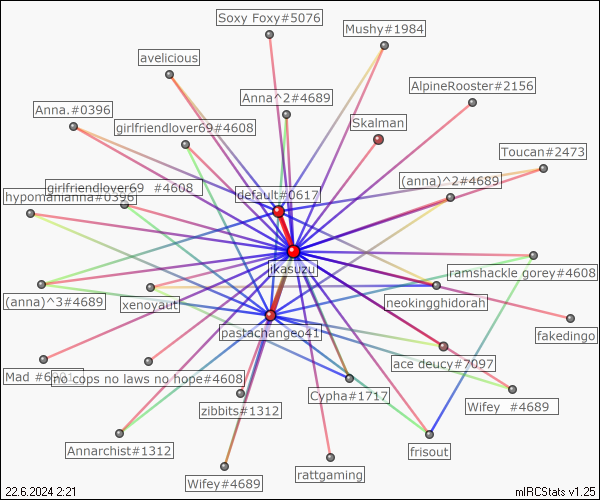 Soxy Foxy#5076
Mushy#1984
avelicious
AlpineRooster#2156
Anna^2#4689
Anna.#0396
Skalman
girlfriendlover69#4608
Toucan#2473
(anna)^2#4689
girlfriendlover69 #4608
hypomanianna#0396
default#0617
ikasuzu
ramshackle gorey#4608
(anna)^3#4689
xenoyaut
neokingghidorah
pastachangeo41
fakedingo
ace deucy#7097
Mad
no cops no laws no hope#4608
Cypha#1717
Wifey #4689
zibbits#1312
Annarchist#1312
frisout
rattgaming
Wifey#4689
22.6.2024 2:21
mIRCStats v1.25